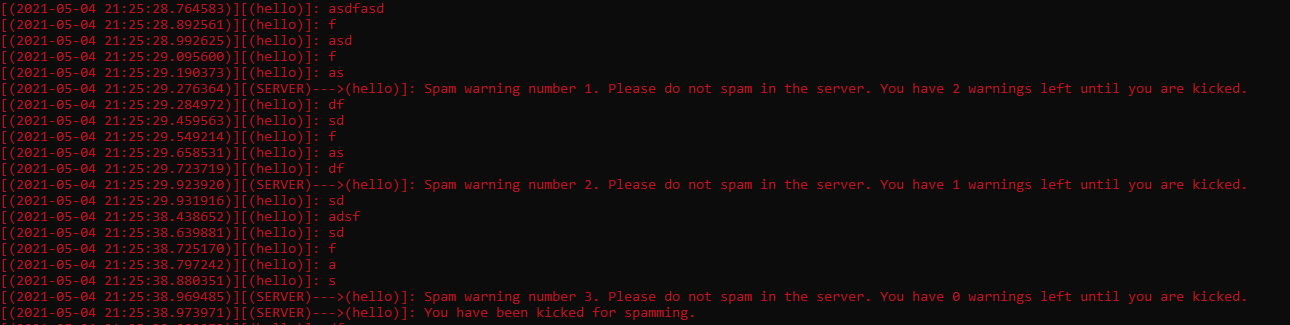 [(2021-05-04 21:25:28.764583)][(hello)]: asdfasd
[(2021-05-04 21:25:28.892561)][(hello)]: f
[(2021-05-04 21:25:28.992625)][(hello)]: asd
[(2021-05-04 21:25:29.095600)][(hello)]: f
[(2021-05-04 21:25:29.190373)][(hello)]: as
[(2021-05-04 21:25:29.276364)][(SERVER)--->(hello)]: Spam warning number 1. Please do not spam in the server. You have 2 warnings left until you are kicked.
[(2021-05-04 21:25:29.284972)][(hello)]: df
[(2021-05-04 21:25:29.459563)][(hello)]: sd
[(2021-05-04 21:25:29.549214)][(hello)]: f
[(2021-05-04 21:25:29.658531)][(hello)]: as
[(2021-05-04 21:25:29.723719)][(hello)]: df
[(2021-05-04 21:25:29.923920)][(SERVER)--->(hello)]: Spam warning number 2. Please do not spam in the server. You have 1 warnings left until you are kicked.
[(2021-05-04 21:25:29.931916)][(hello)]: sd
[(2021-05-04 21:25:38.438652)][(hello)]: adsf
[(2021-05-04 21:25:38.639881)][(hello)]: sd
[(2021-05-04 21:25:38.725170)][(hello)]: f
[(2021-05-04 21:25:38.797242)][(hello)]: a
[(2021-05-04 21:25:38.880351)][(hello)]: s
[(2021-05-04 21:25:38.969485)][(SERVER)--->(hello)]: Spam warning number 3. Please do not spam in the server. You have 0 warnings left until you are kicked.
[(2021-05-04 21:25:38.973971)][(SERVER)--->(hello)]: You have been kicked for spamming.